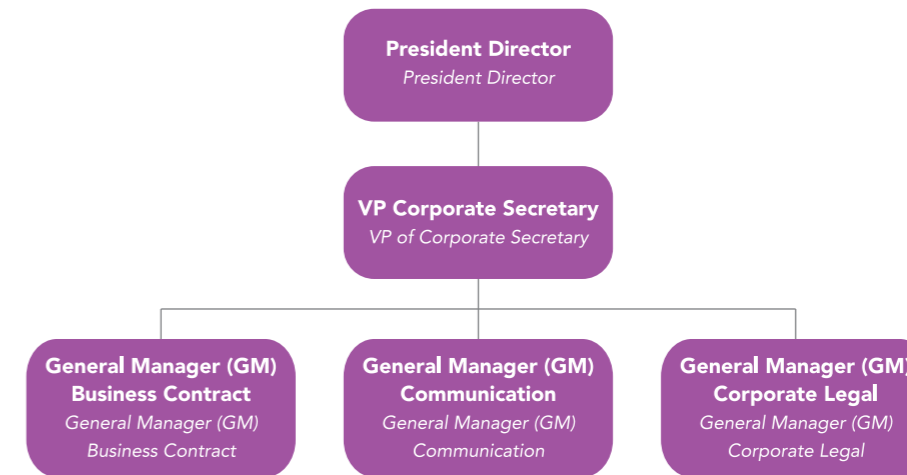 President Director
President Director
VP Corporate Secretary
VP of Corporate Secretary
General Manager (GM)
Business Contract
General Manager (GM)
Business Contract
General Manager (GM)
Communication
General Manager (GM)
Communication
General Manager (GM)
Corporate Legal
General Manager (GM)
Corporate Legal